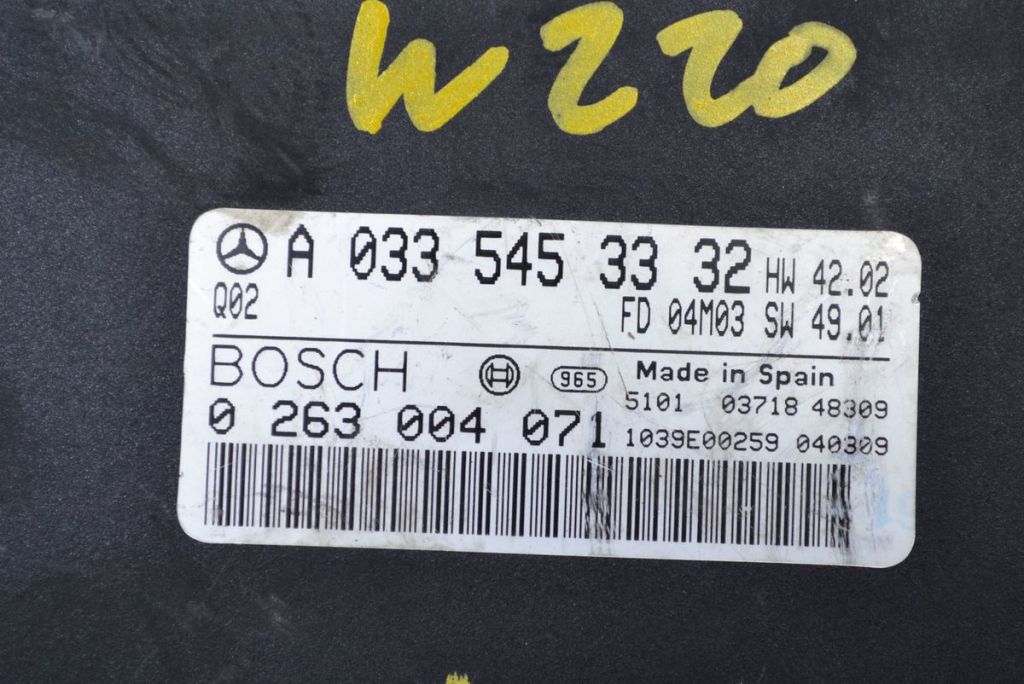 W220
A 033 545 33 32 HW 42.02
Q02 FD 04M03 SW 49.01
BOSCH 965 Made in Spain
5101 03718 48309
0 263 004 071 1039E00259 040309